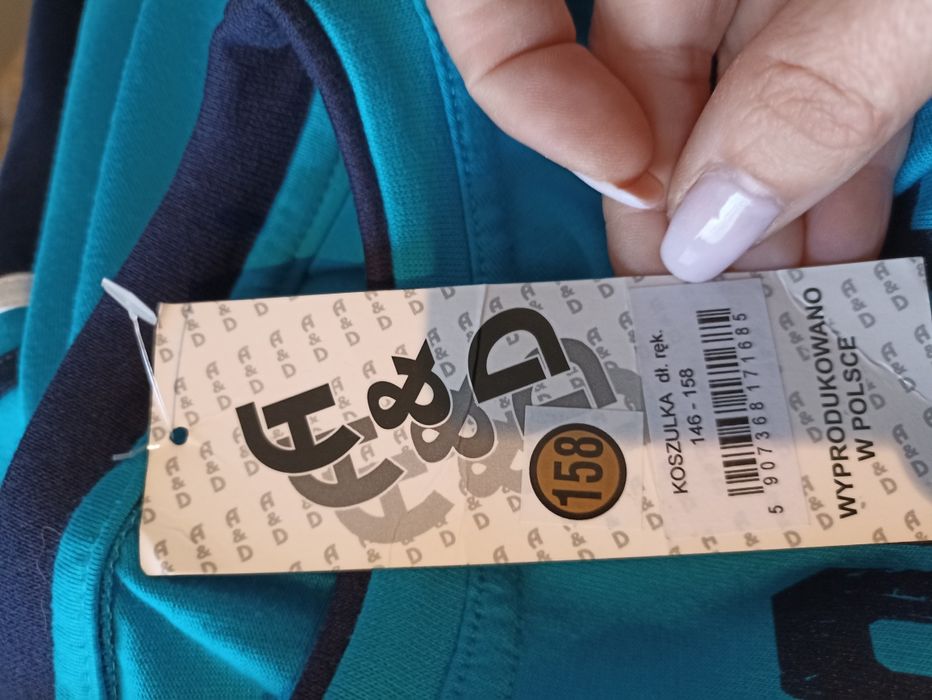 A&D
158
KOSZULKA dł. ręk.
146 - 158
5 907368 171685
WYPRODUKOWANO
W POLSCE